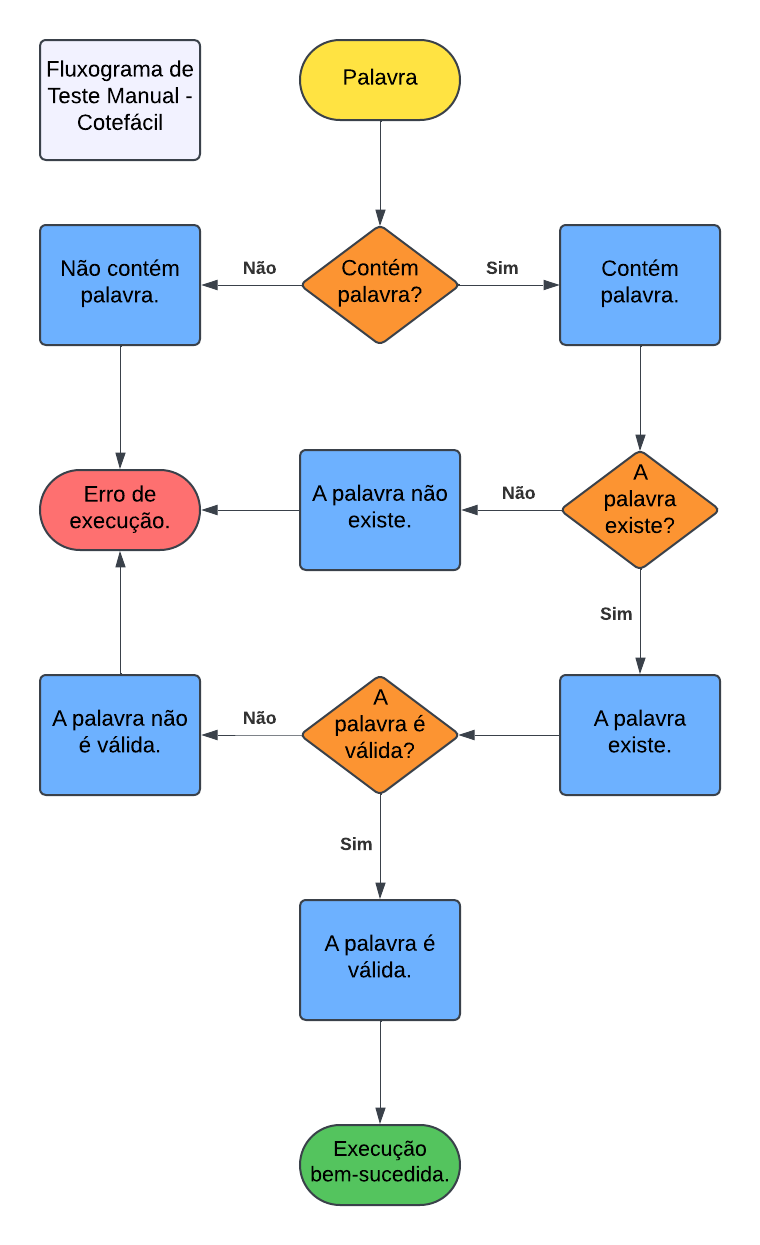 Fluxograma de
Teste Manual -
Cotefácil
Palavra
Não contém
palavra.
Não
Contém
palavra?
Sim
Contém
palavra.
Erro de
execução.
A palavra não
existe.
Não
A
palavra
existe?
Sim
A palavra não
é válida.
Não
A
palavra é
válida?
A palavra
existe.
Sim
A palavra é
válida.
Execução
bem-sucedida.